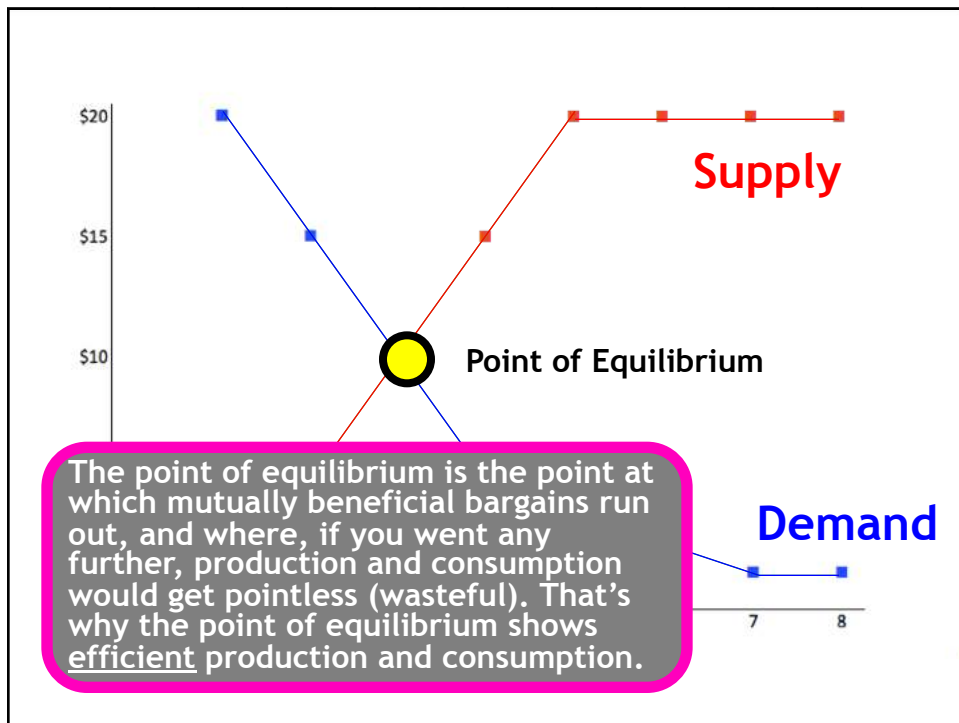 $20
Supply
$15
$10
Point of Equilibrium
The point of equilibrium is the point at
which mutually beneficial bargains run
out, and where, if you went any
further, production and consumption
would get pointless (wasteful). That’s
why the point of equilibrium shows
efficient production and consumption.
Demand
7 8